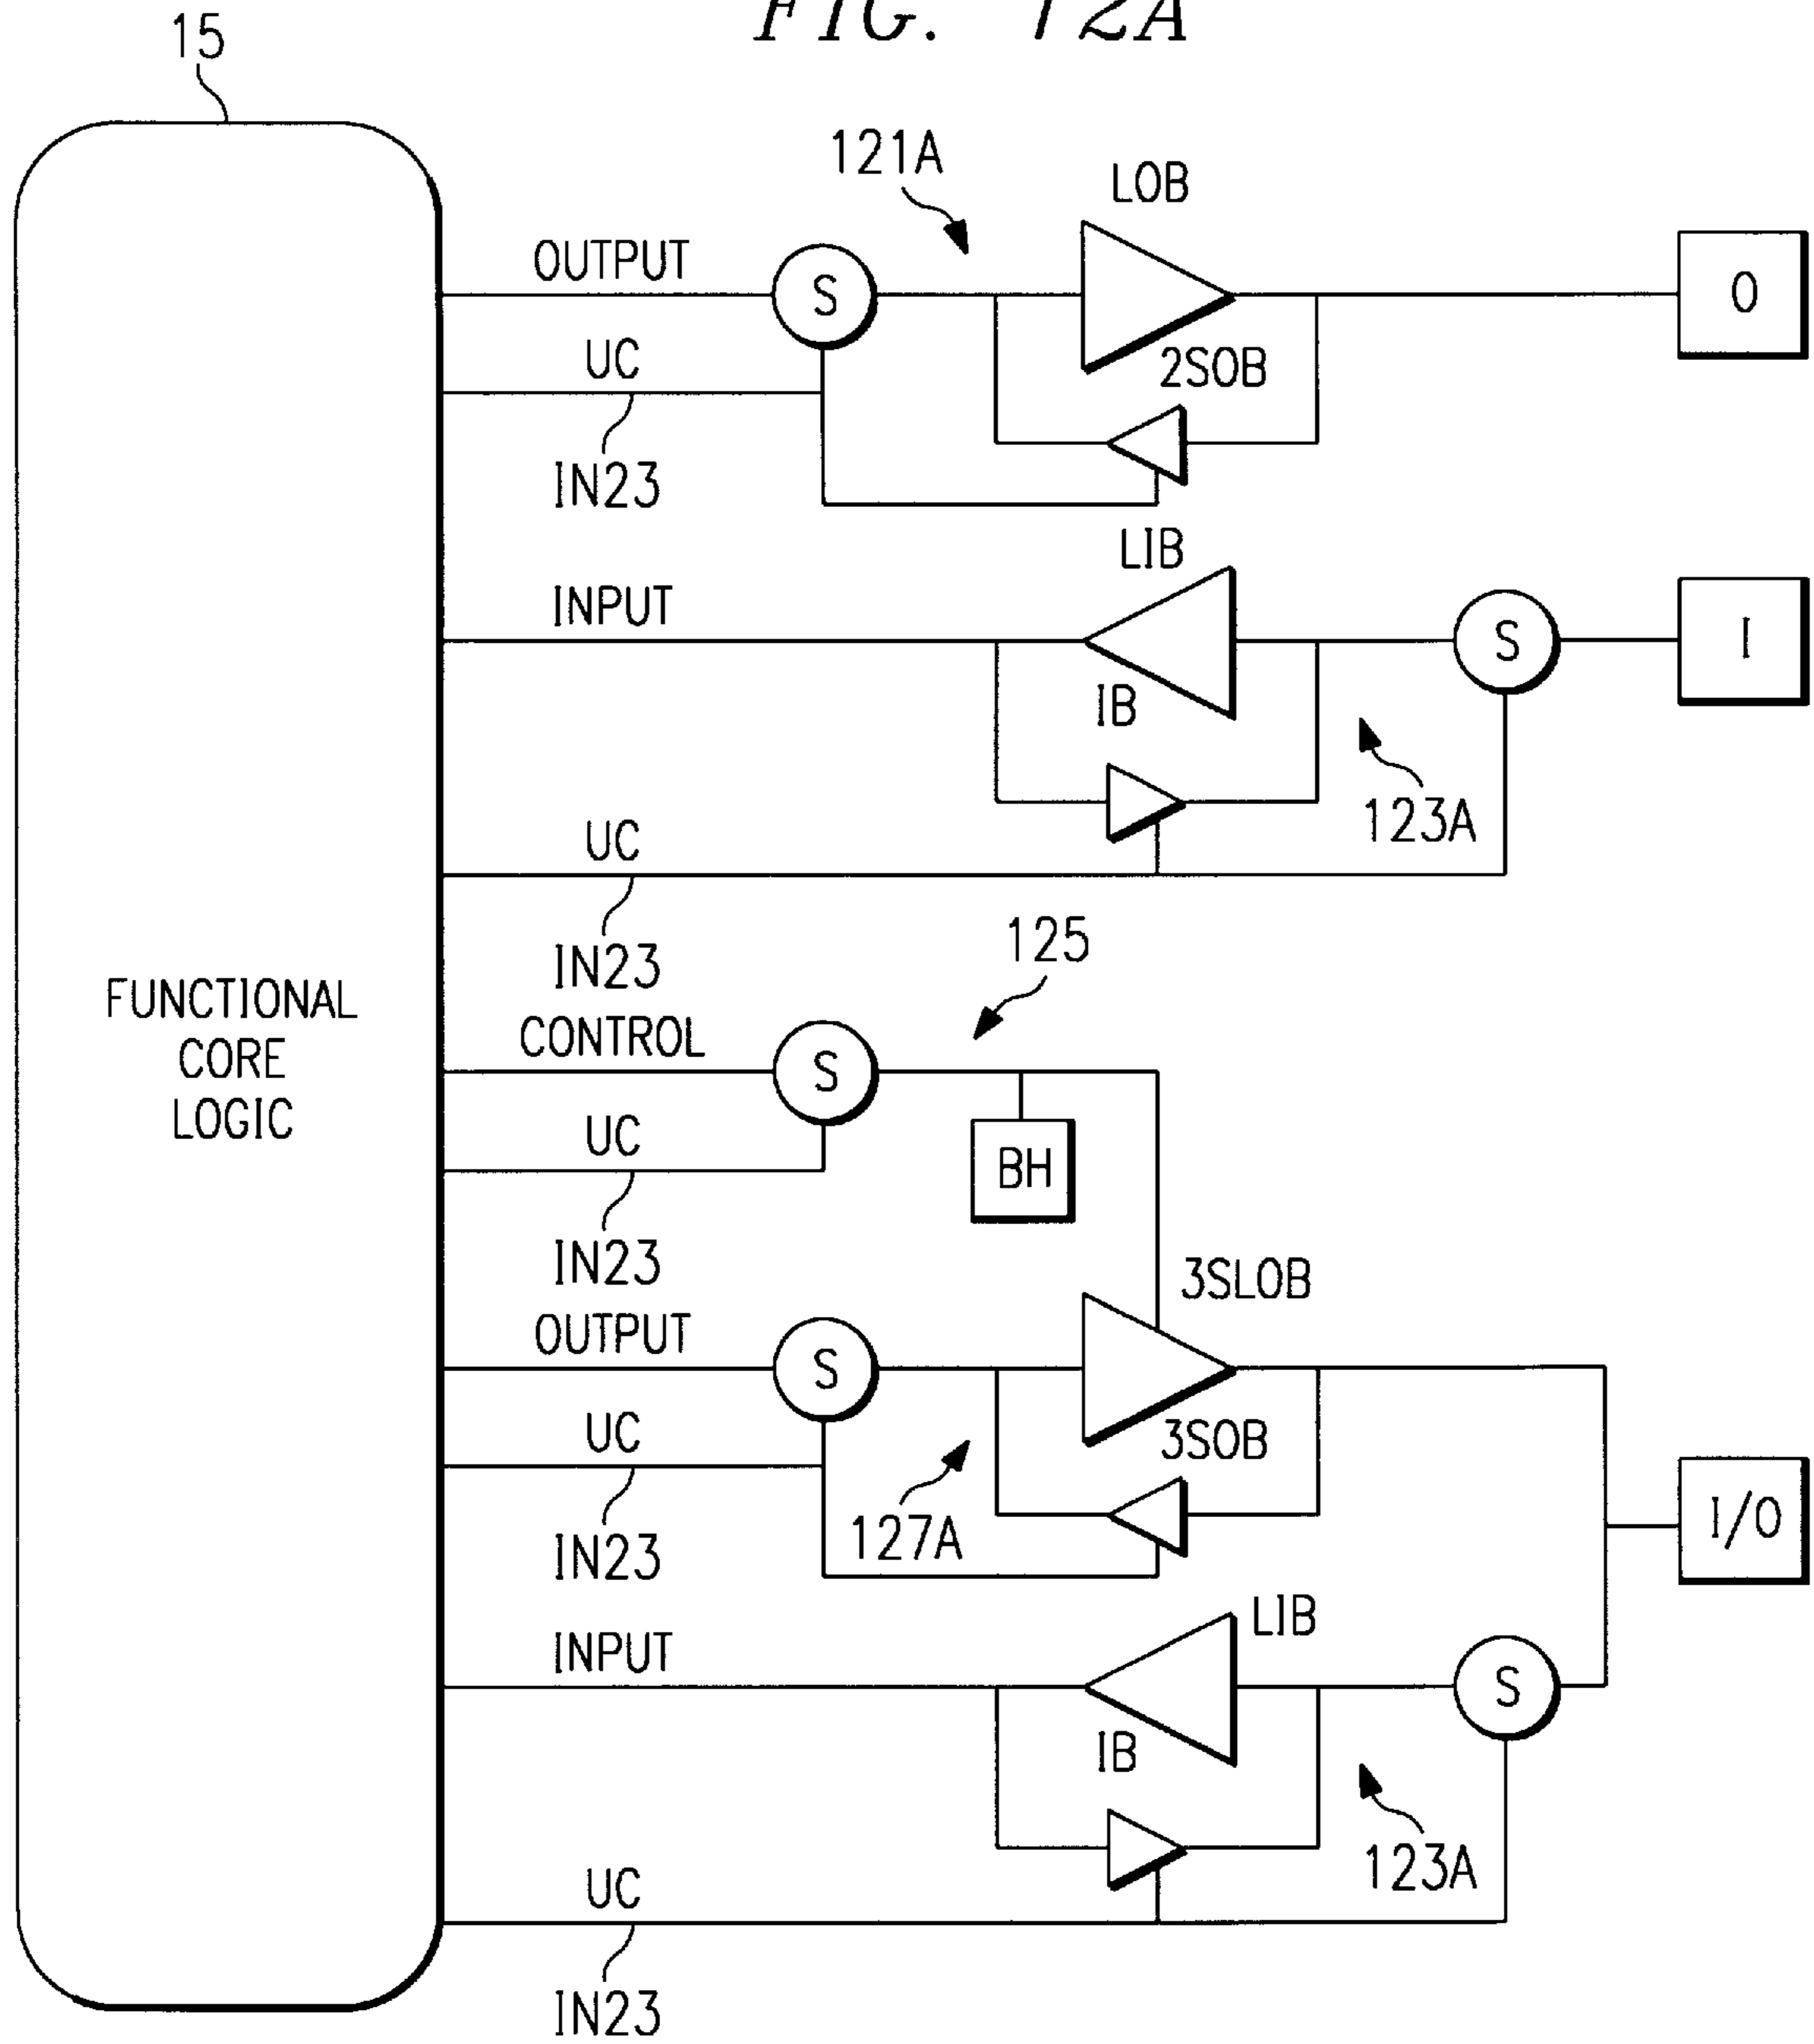 FIG. 12A
15
121A
LOB
OUTPUT
S
O
UC
2SOB
IN23
LIB
INPUT
S
I
IB
123A
UC
IN23
125
FUNCTIONAL
CORE
LOGIC
CONTROL
S
UC
BH
IN23
3SLOB
OUTPUT
S
UC
3SOB
127A
IN23
I/O
LIB
INPUT
S
IB
123A
UC
IN23